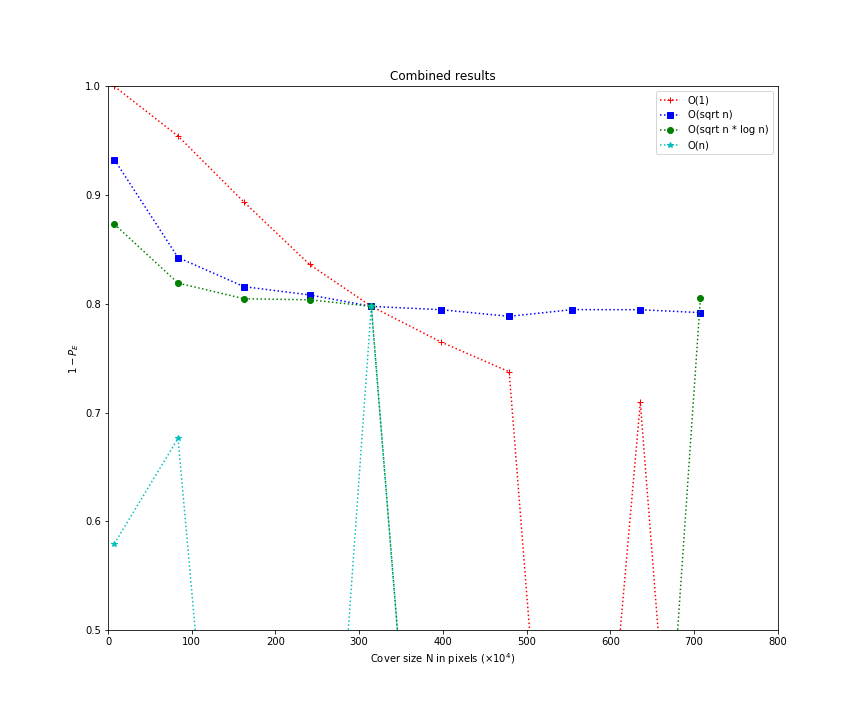 Combined results
1.0
0.9
0.8
0.7
0.6
0.5
1 − P_E
0 100 200 300 400 500 600 700 800
Cover size N in pixels (×10⁴)
O(1)
O(sqrt n)
O(sqrt n * log n)
O(n)